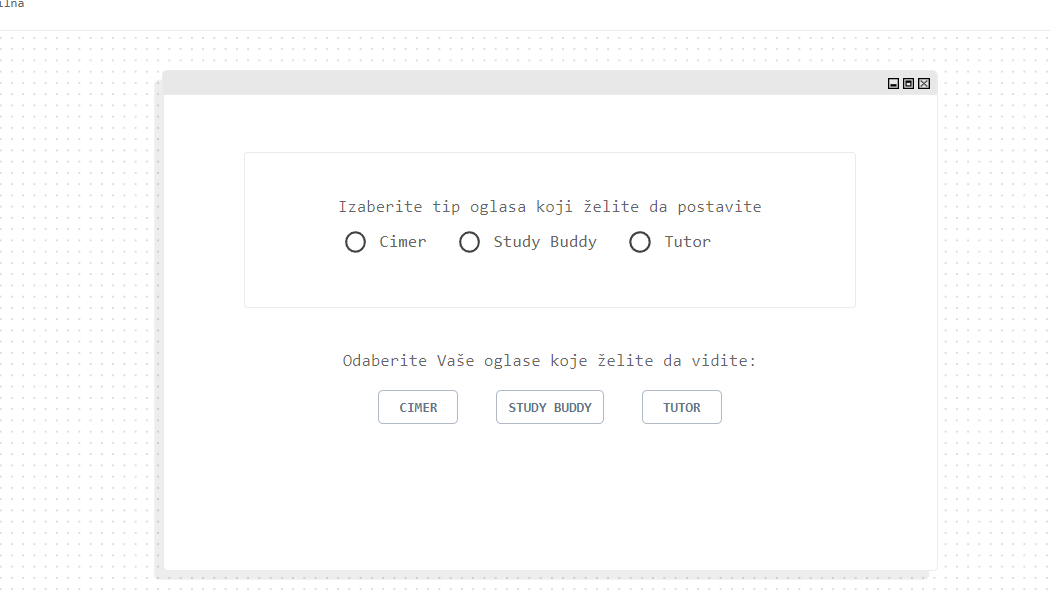 Izaberite tip oglasa koji želite da postavite
Cimer Study Buddy Tutor
Odaberite Vaše oglase koje želite da vidite:
CIMER STUDY BUDDY TUTOR